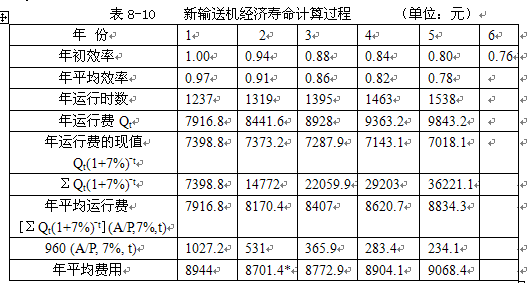 表 8-10 新输送机经济寿命计算过程 (单位：元)
年 份 1 2 3 4 5 6
年初效率 1.00 0.94 0.88 0.84 0.80 0.76
年平均效率 0.97 0.91 0.86 0.82 0.78
年运行时数 1237 1319 1395 1463 1538
年运行费 Qt 7916.8 8441.6 8928 9363.2 9843.2
年运行费的现值 7398.8 7373.2 7287.9 7143.1 7018.1
Qt(1+7%)-t
ΣQt(1+7%)-t 7398.8 14772 22059.9 29203 36221.1
年平均运行费 7916.8 8170.4 8407 8620.7 8834.3
[ΣQt(1+7%)-t](A/P,7%,t)
960 (A/P, 7%, t) 1027.2 531 365.9 283.4 234.1
年平均费用 8944 8701.4* 8772.9 8904.1 9068.4